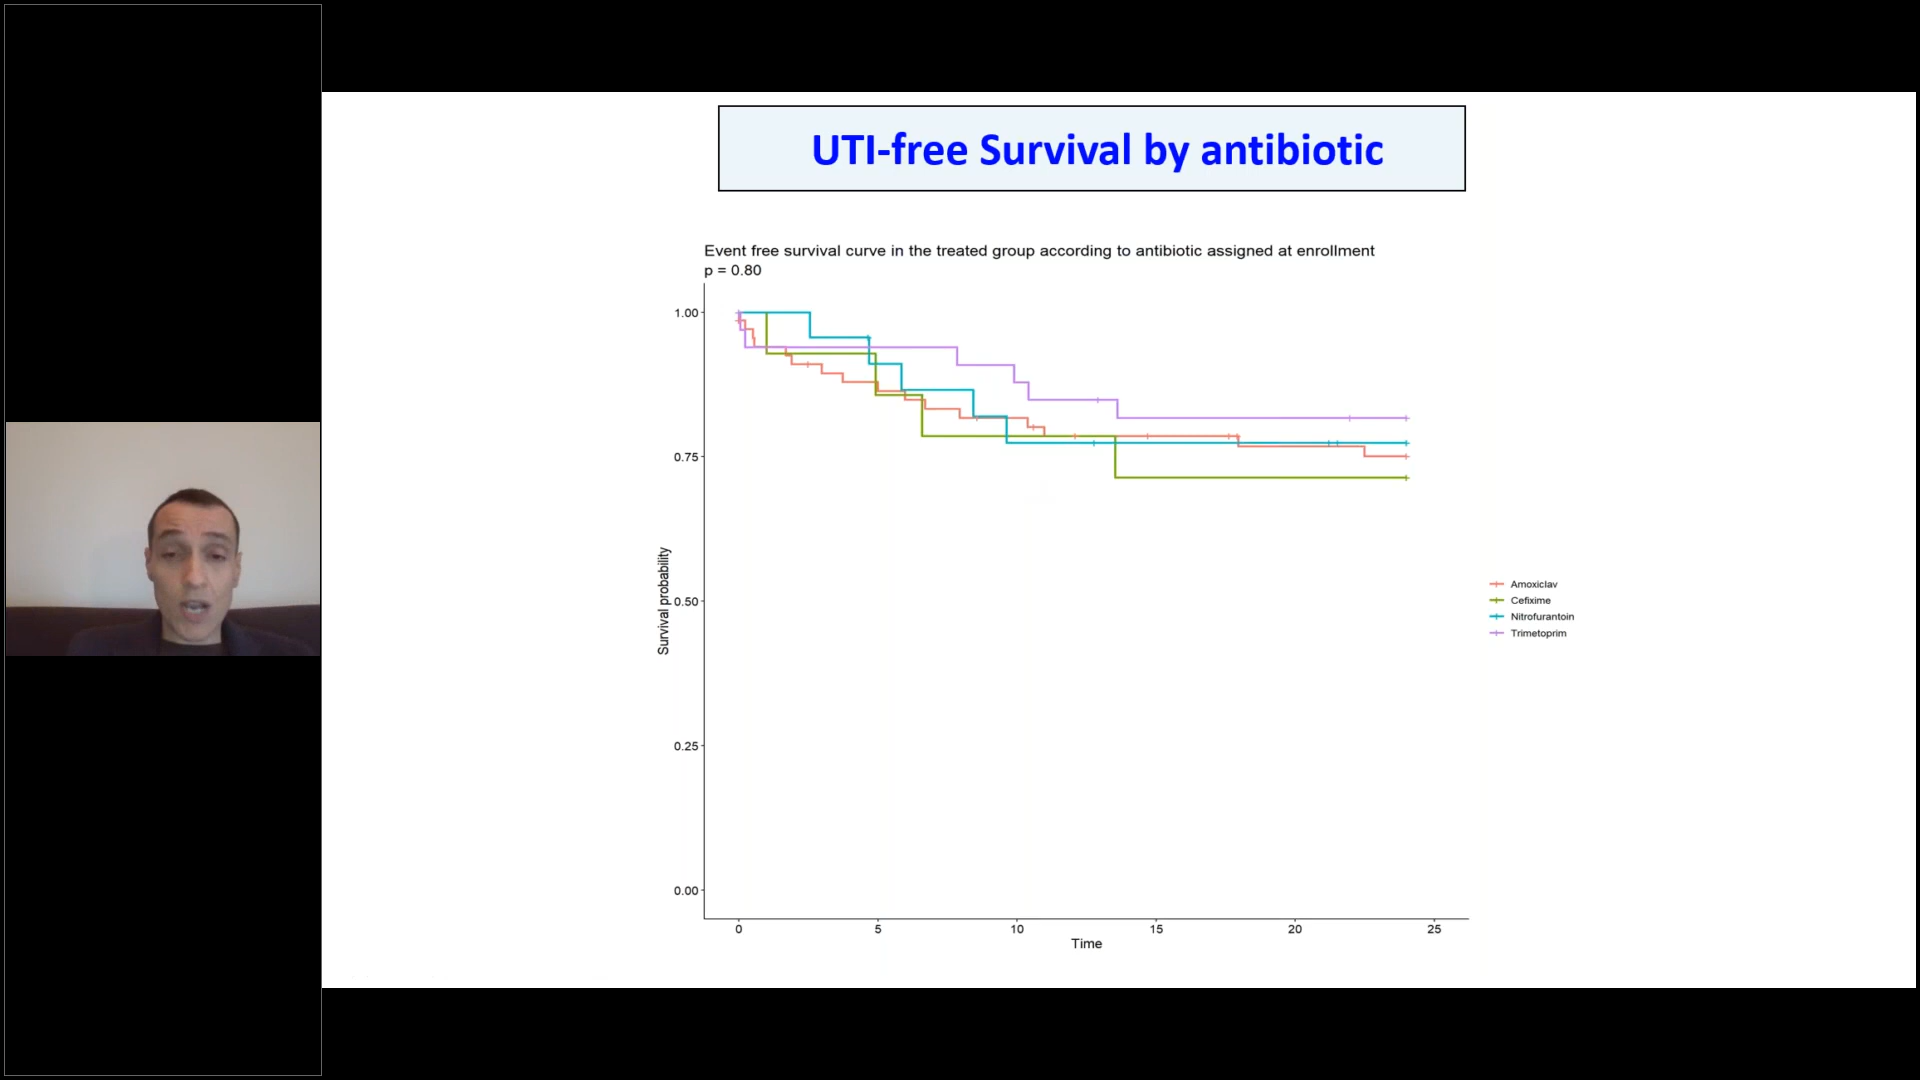 UTI-free Survival by antibiotic
Event free survival curve in the treated group according to antibiotic assigned at enrollment
p = 0.80
1.00
0.75
0.50
0.25
0.00
Survival probability
0 5 10 15 20 25
Time
Amoxiclav
Cefixime
Nitrofurantoin
Trimetoprim